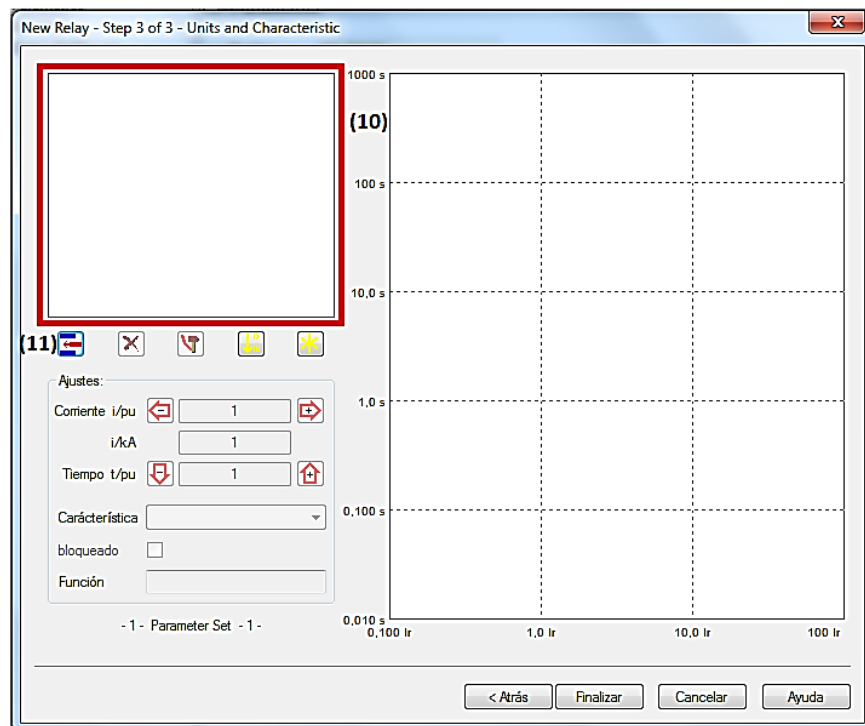 New Relay - Step 3 of 3 - Units and Characteristic
x
1000 s
(10)
100 s
10,0 s
1,0 s
0,100 s
0,010 s
0,100 Ir
1,0 Ir
10,0 Ir
100 Ir
(11)
Ajustes:
Corriente i/pu - 1 +
i/kA 1
Tiempo t/pu - 1 +
Carácterística
bloqueado
Función
- 1 - Parameter Set - 1 -
< Atrás Finalizar Cancelar Ayuda